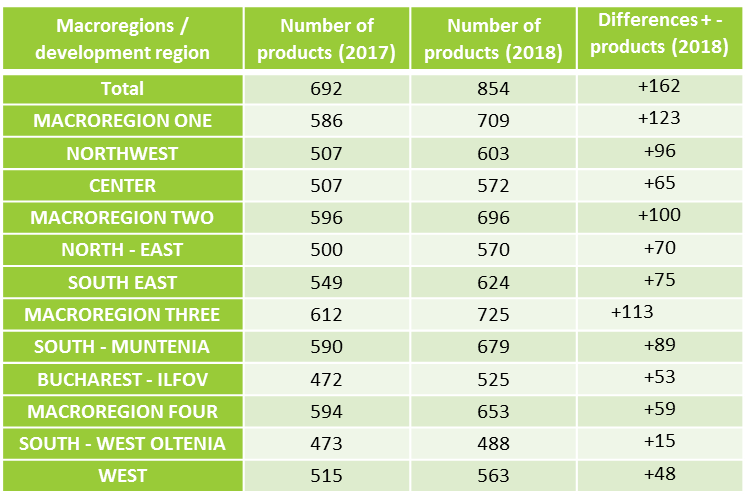 Macroregions / development region | Number of products (2017) | Number of products (2018) | Differences + - products (2018)
Total | 692 | 854 | +162
MACROREGION ONE | 586 | 709 | +123
NORTHWEST | 507 | 603 | +96
CENTER | 507 | 572 | +65
MACROREGION TWO | 596 | 696 | +100
NORTH - EAST | 500 | 570 | +70
SOUTH EAST | 549 | 624 | +75
MACROREGION THREE | 612 | 725 | +113
SOUTH - MUNTENIA | 590 | 679 | +89
BUCHAREST - ILFOV | 472 | 525 | +53
MACROREGION FOUR | 594 | 653 | +59
SOUTH - WEST OLTENIA | 473 | 488 | +15
WEST | 515 | 563 | +48